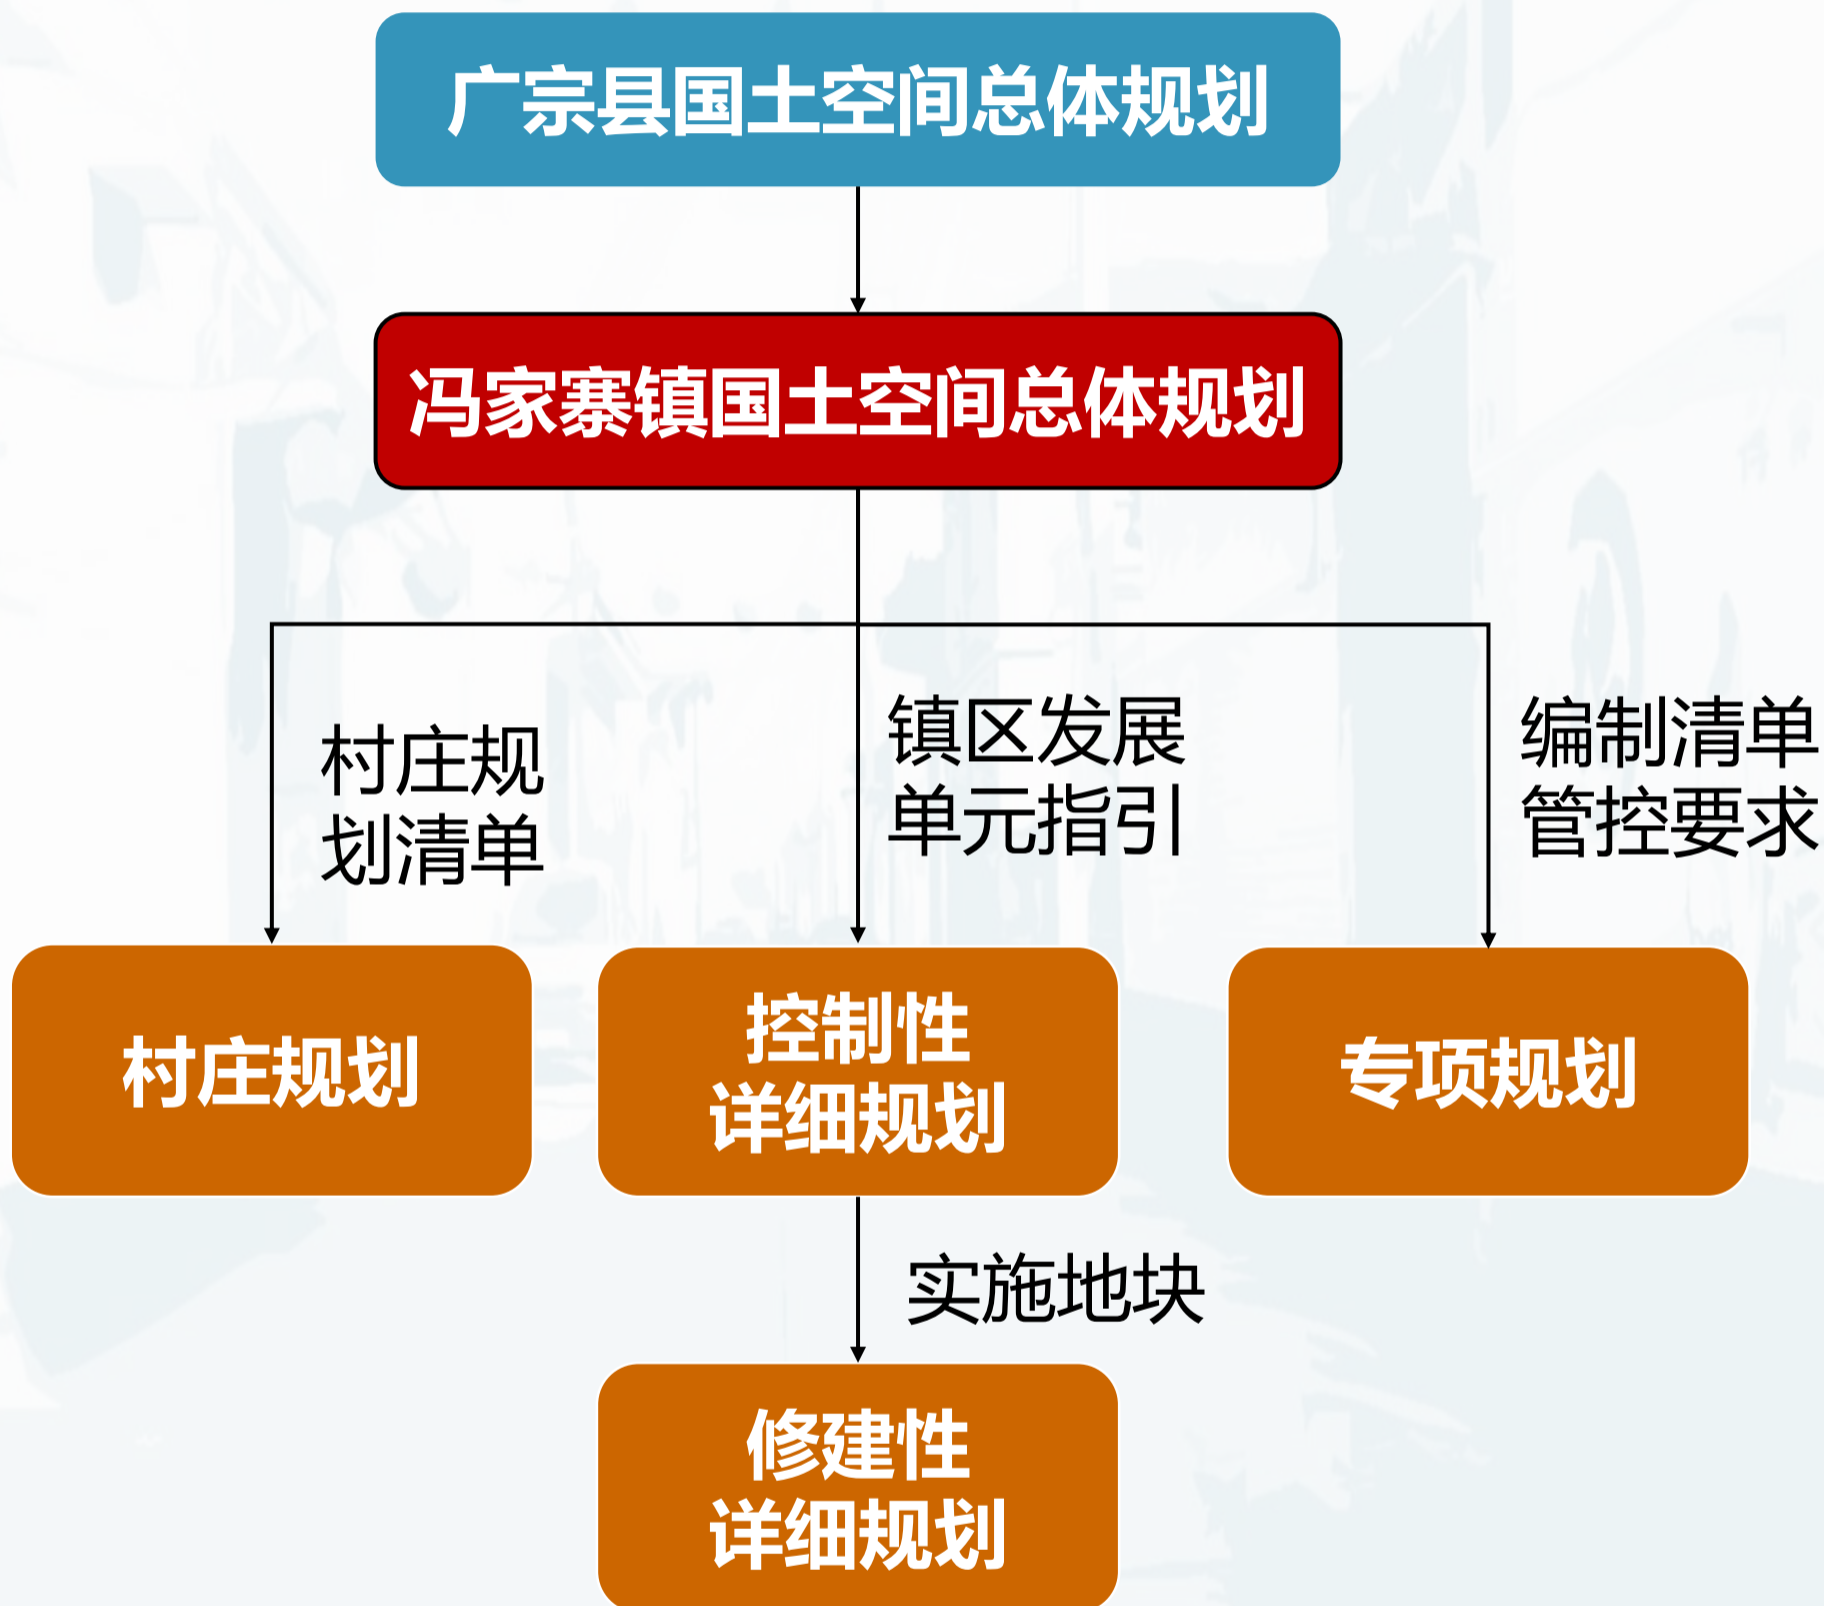 广宗县国土空间总体规划
冯家寨镇国土空间总体规划
村庄规
划清单
镇区发展
单元指引
编制清单
管控要求
村庄规划
控制性
详细规划
专项规划
实施地块
修建性
详细规划